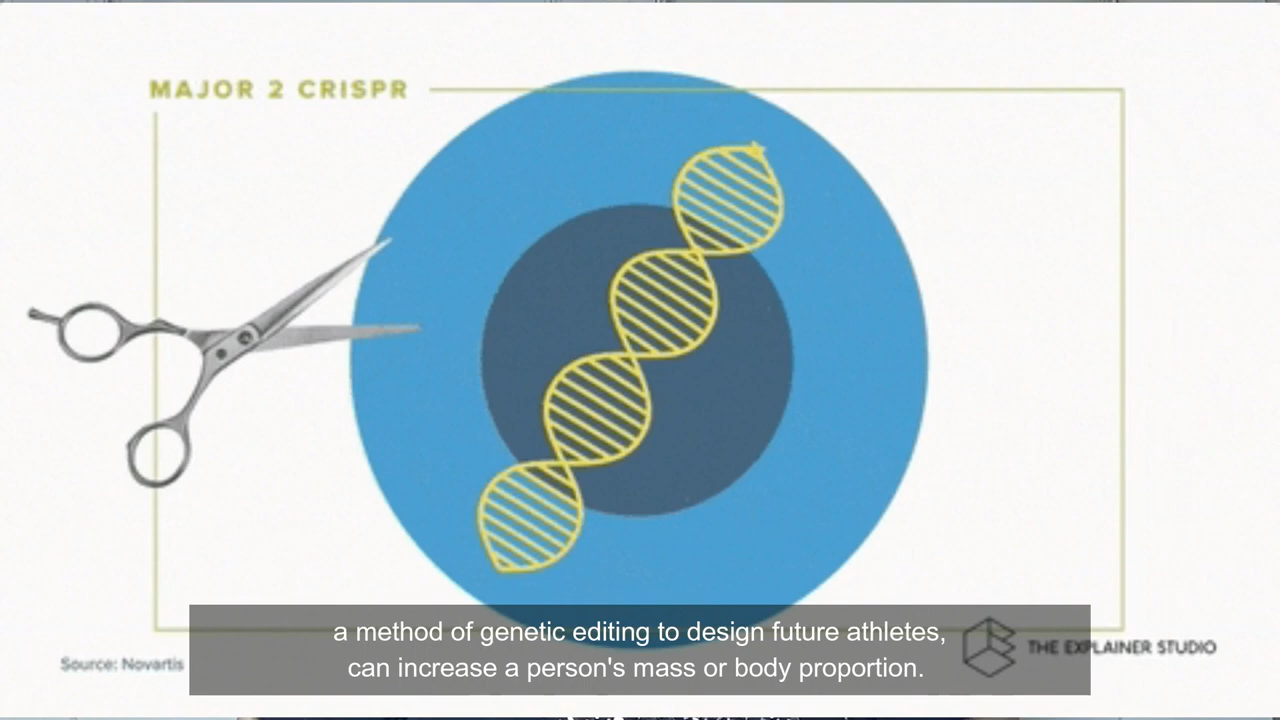 MAJOR 2 CRISPR
a method of genetic editing to design future athletes,
can increase a person's mass or body proportion.
Source: Novartis
THE EXPLAINER STUDIO